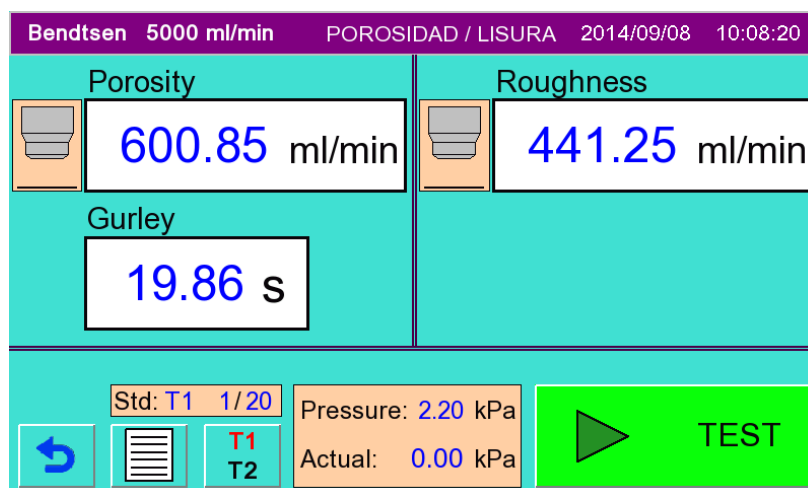 Bendtsen 5000 ml/min POROSIDAD / LISURA 2014/09/08 10:08:20
Porosity
600.85 ml/min
Roughness
441.25 ml/min
Gurley
19.86 s
Std: T1 1/20
T1
T2
Pressure: 2.20 kPa
Actual: 0.00 kPa
TEST